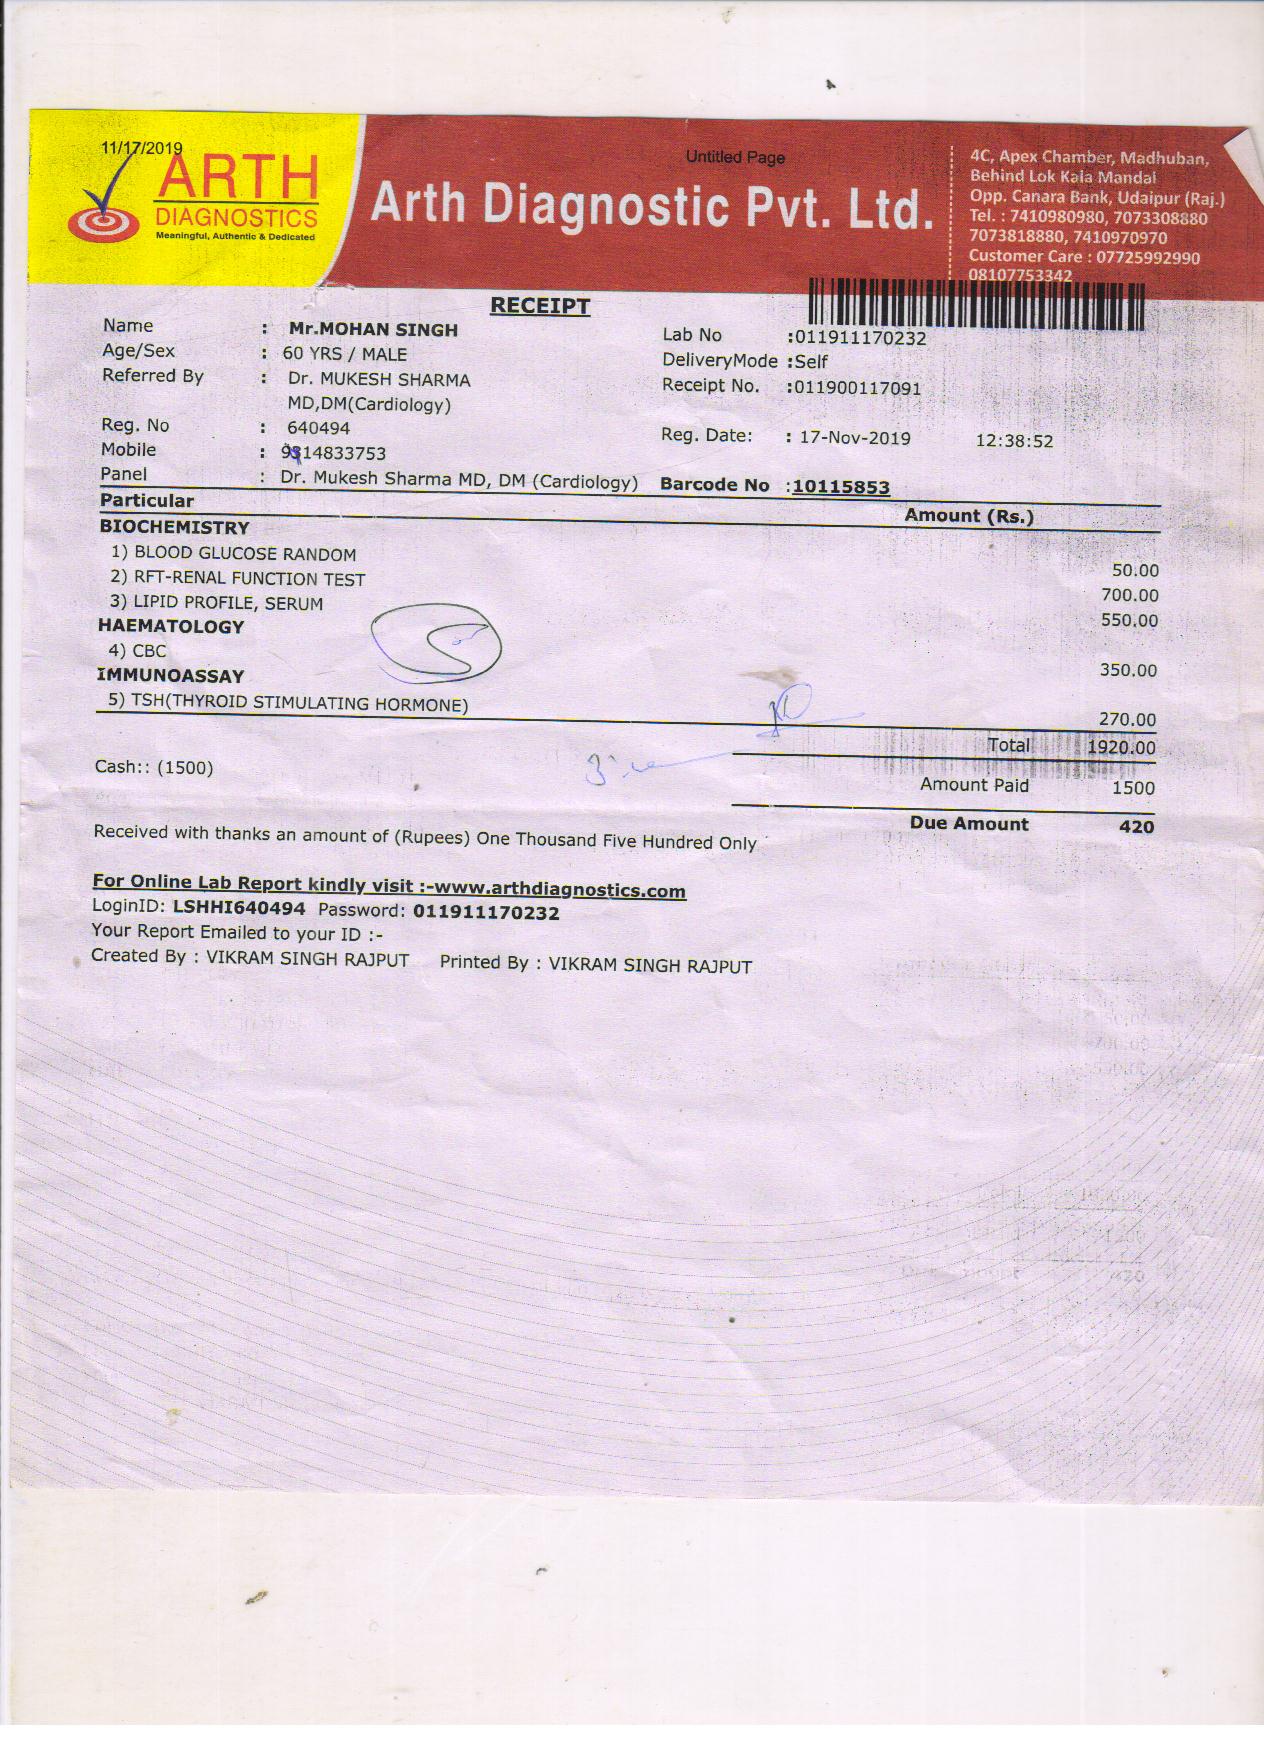 11/17/2019
ARTH
DIAGNOSTICS
Meaningful, Authentic & Dedicated
Untitled Page
Arth Diagnostic Pvt. Ltd.
4C, Apex Chamber, Madhuban,
Behind Lok Kala Mandal
Opp. Canara Bank, Udaipur (Raj.)
Tel. : 7410980980, 7073308880
7073818880, 7410970970
Customer Care : 07725992990
08107753342
RECEIPT
Name : Mr.MOHAN SINGH
Lab No :011911170232
Age/Sex : 60 YRS / MALE
DeliveryMode :Self
Referred By : Dr. MUKESH SHARMA
Receipt No. :011900117091
MD,DM(Cardiology)
Reg. No : 640494
Reg. Date: : 17-Nov-2019 12:38:52
Mobile :
Panel : Dr. Mukesh Sharma MD, DM (Cardiology)
Barcode No :10115853
Particular Amount (Rs.)
BIOCHEMISTRY
1) BLOOD GLUCOSE RANDOM 50.00
2) RFT-RENAL FUNCTION TEST 700.00
3) LIPID PROFILE, SERUM 550.00
HAEMATOLOGY
4) CBC 350.00
IMMUNOASSAY
5) TSH(THYROID STIMULATING HORMONE) 270.00
Total 1920.00
Cash:: (1500)
Amount Paid 1500
Due Amount 420
Received with thanks an amount of (Rupees) One Thousand Five Hundred Only
For Online Lab Report kindly visit :-www.arthdiagnostics.com
LoginID: LSHHI640494 Password: 011911170232
Your Report Emailed to your ID :-
Created By : VIKRAM SINGH RAJPUT Printed By : VIKRAM SINGH RAJPUT